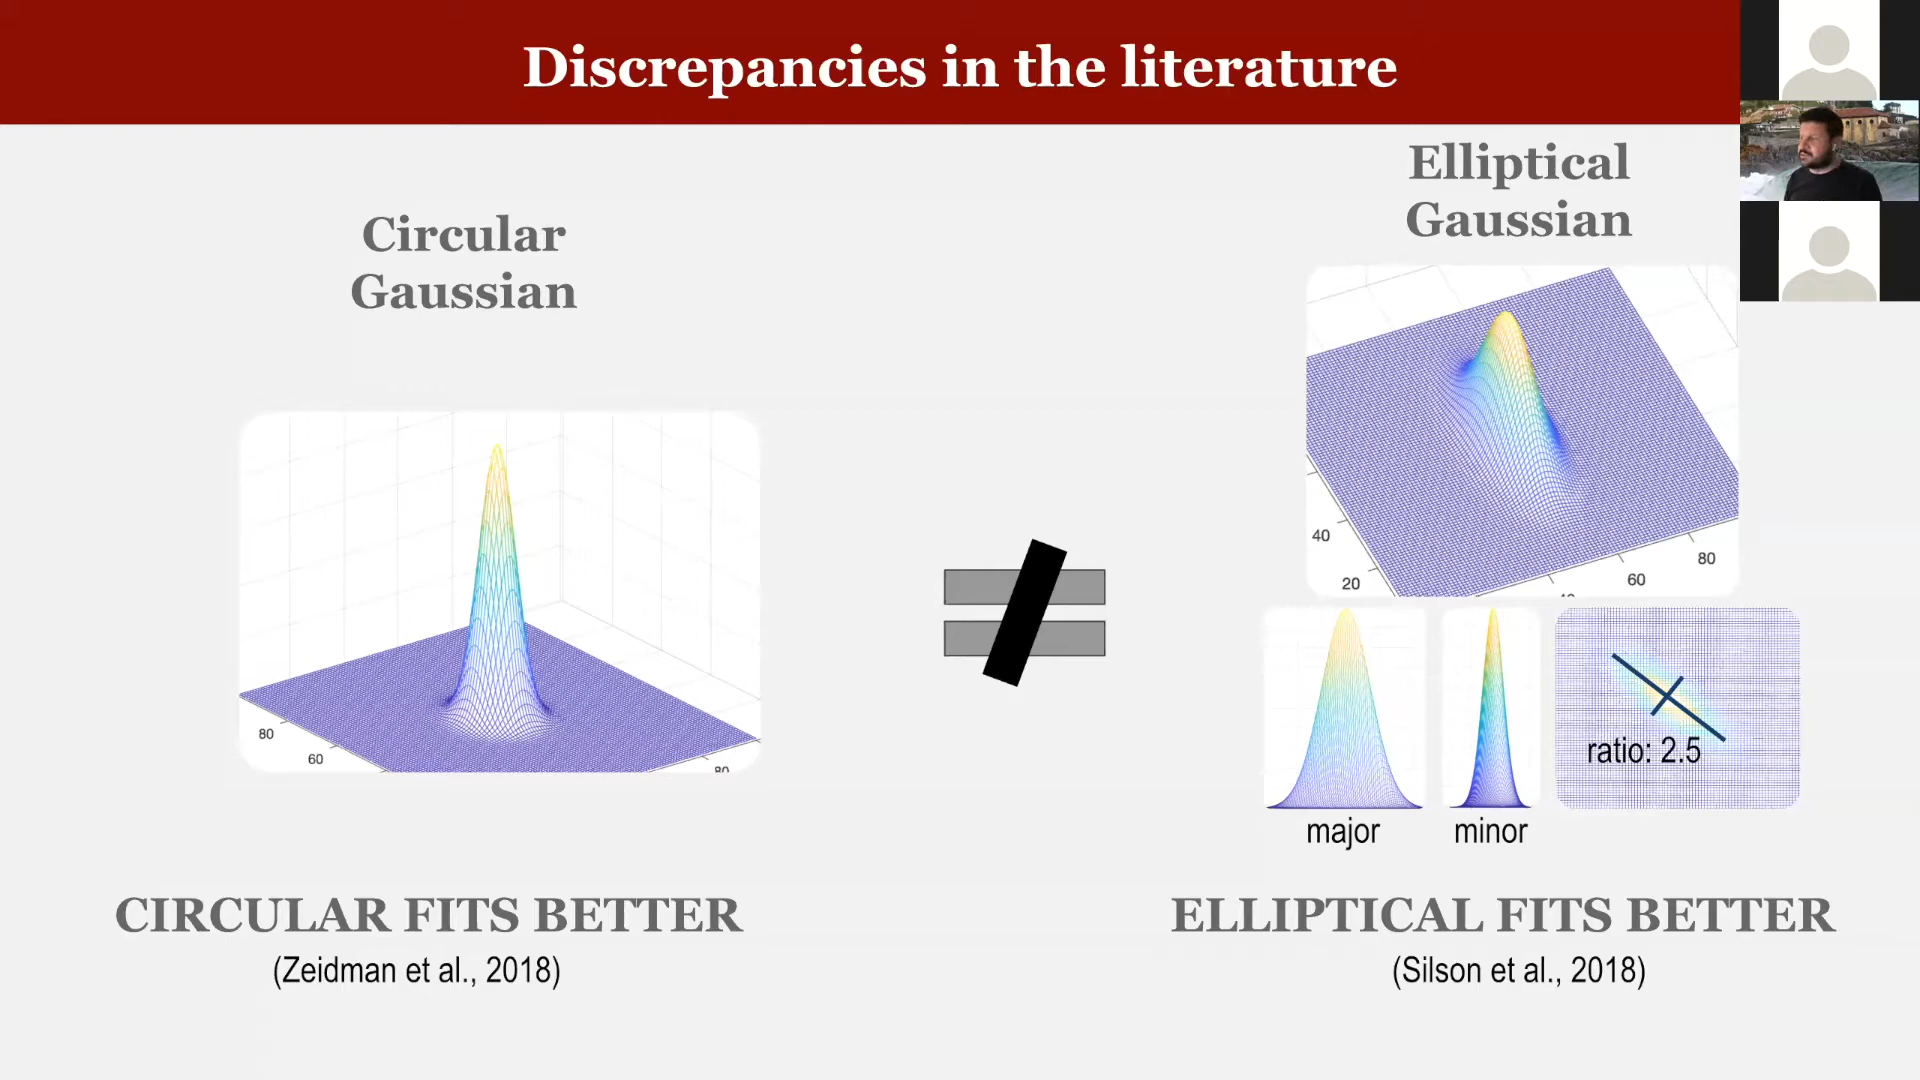 Discrepancies in the literature
Circular
Gaussian
Elliptical
Gaussian
80
60
80
40
20
60
80
ratio: 2.5
major
minor
CIRCULAR FITS BETTER
(Zeidman et al., 2018)
ELLIPTICAL FITS BETTER
(Silson et al., 2018)